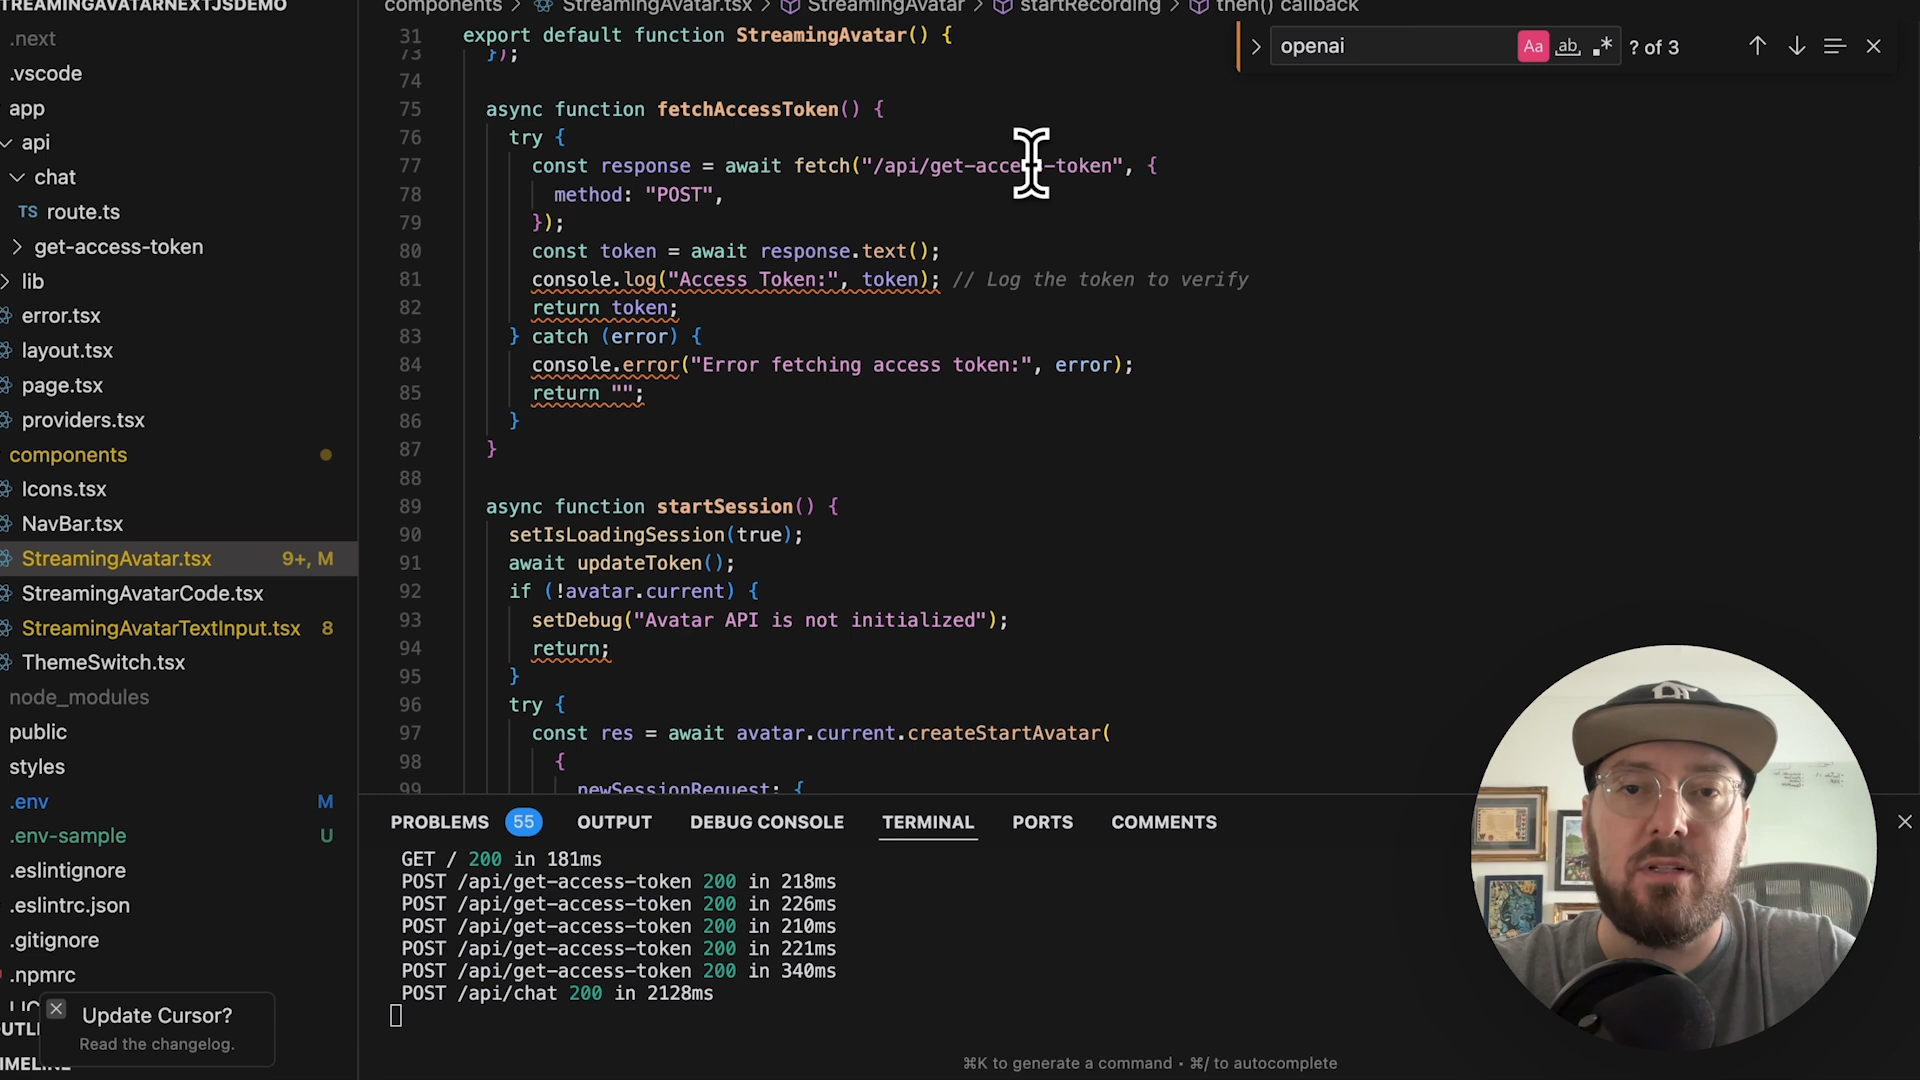 TREAMINGAVATARNEXTJSDEMO
.next
.vscode
app
api
chat
TS route.ts
get-access-token
lib
error.tsx
layout.tsx
page.tsx
providers.tsx
components
Icons.tsx
NavBar.tsx
StreamingAvatar.tsx 9+, M
StreamingAvatarCode.tsx
StreamingAvatarTextInput.tsx 8
ThemeSwitch.tsx
node_modules
public
styles
.env M
.env-sample U
.eslintignore
.eslintrc.json
.gitignore
.npmrc
Update Cursor?
Read the changelog.
components > StreamingAvatar.tsx > StreamingAvatar > startRecording > then() callback
openai Aa ab .* ? of 3
31 export default function StreamingAvatar() {
73 });
74
75 async function fetchAccessToken() {
76 try {
77 const response = await fetch("/api/get-access-token", {
78 method: "POST",
79 });
80 const token = await response.text();
81 console.log("Access Token:", token); // Log the token to verify
82 return token;
83 } catch (error) {
84 console.error("Error fetching access token:", error);
85 return "";
86 }
87 }
88
89 async function startSession() {
90 setIsLoadingSession(true);
91 await updateToken();
92 if (!avatar.current) {
93 setDebug("Avatar API is not initialized");
94 return;
95 }
96 try {
97 const res = await avatar.current.createStartAvatar(
98 {
99 newSessionRequest: {
PROBLEMS 55 OUTPUT DEBUG CONSOLE TERMINAL PORTS COMMENTS
GET / 200 in 181ms
POST /api/get-access-token 200 in 218ms
POST /api/get-access-token 200 in 226ms
POST /api/get-access-token 200 in 210ms
POST /api/get-access-token 200 in 221ms
POST /api/get-access-token 200 in 340ms
POST /api/chat 200 in 2128ms
⌘K to generate a command · ⌘/ to autocomplete